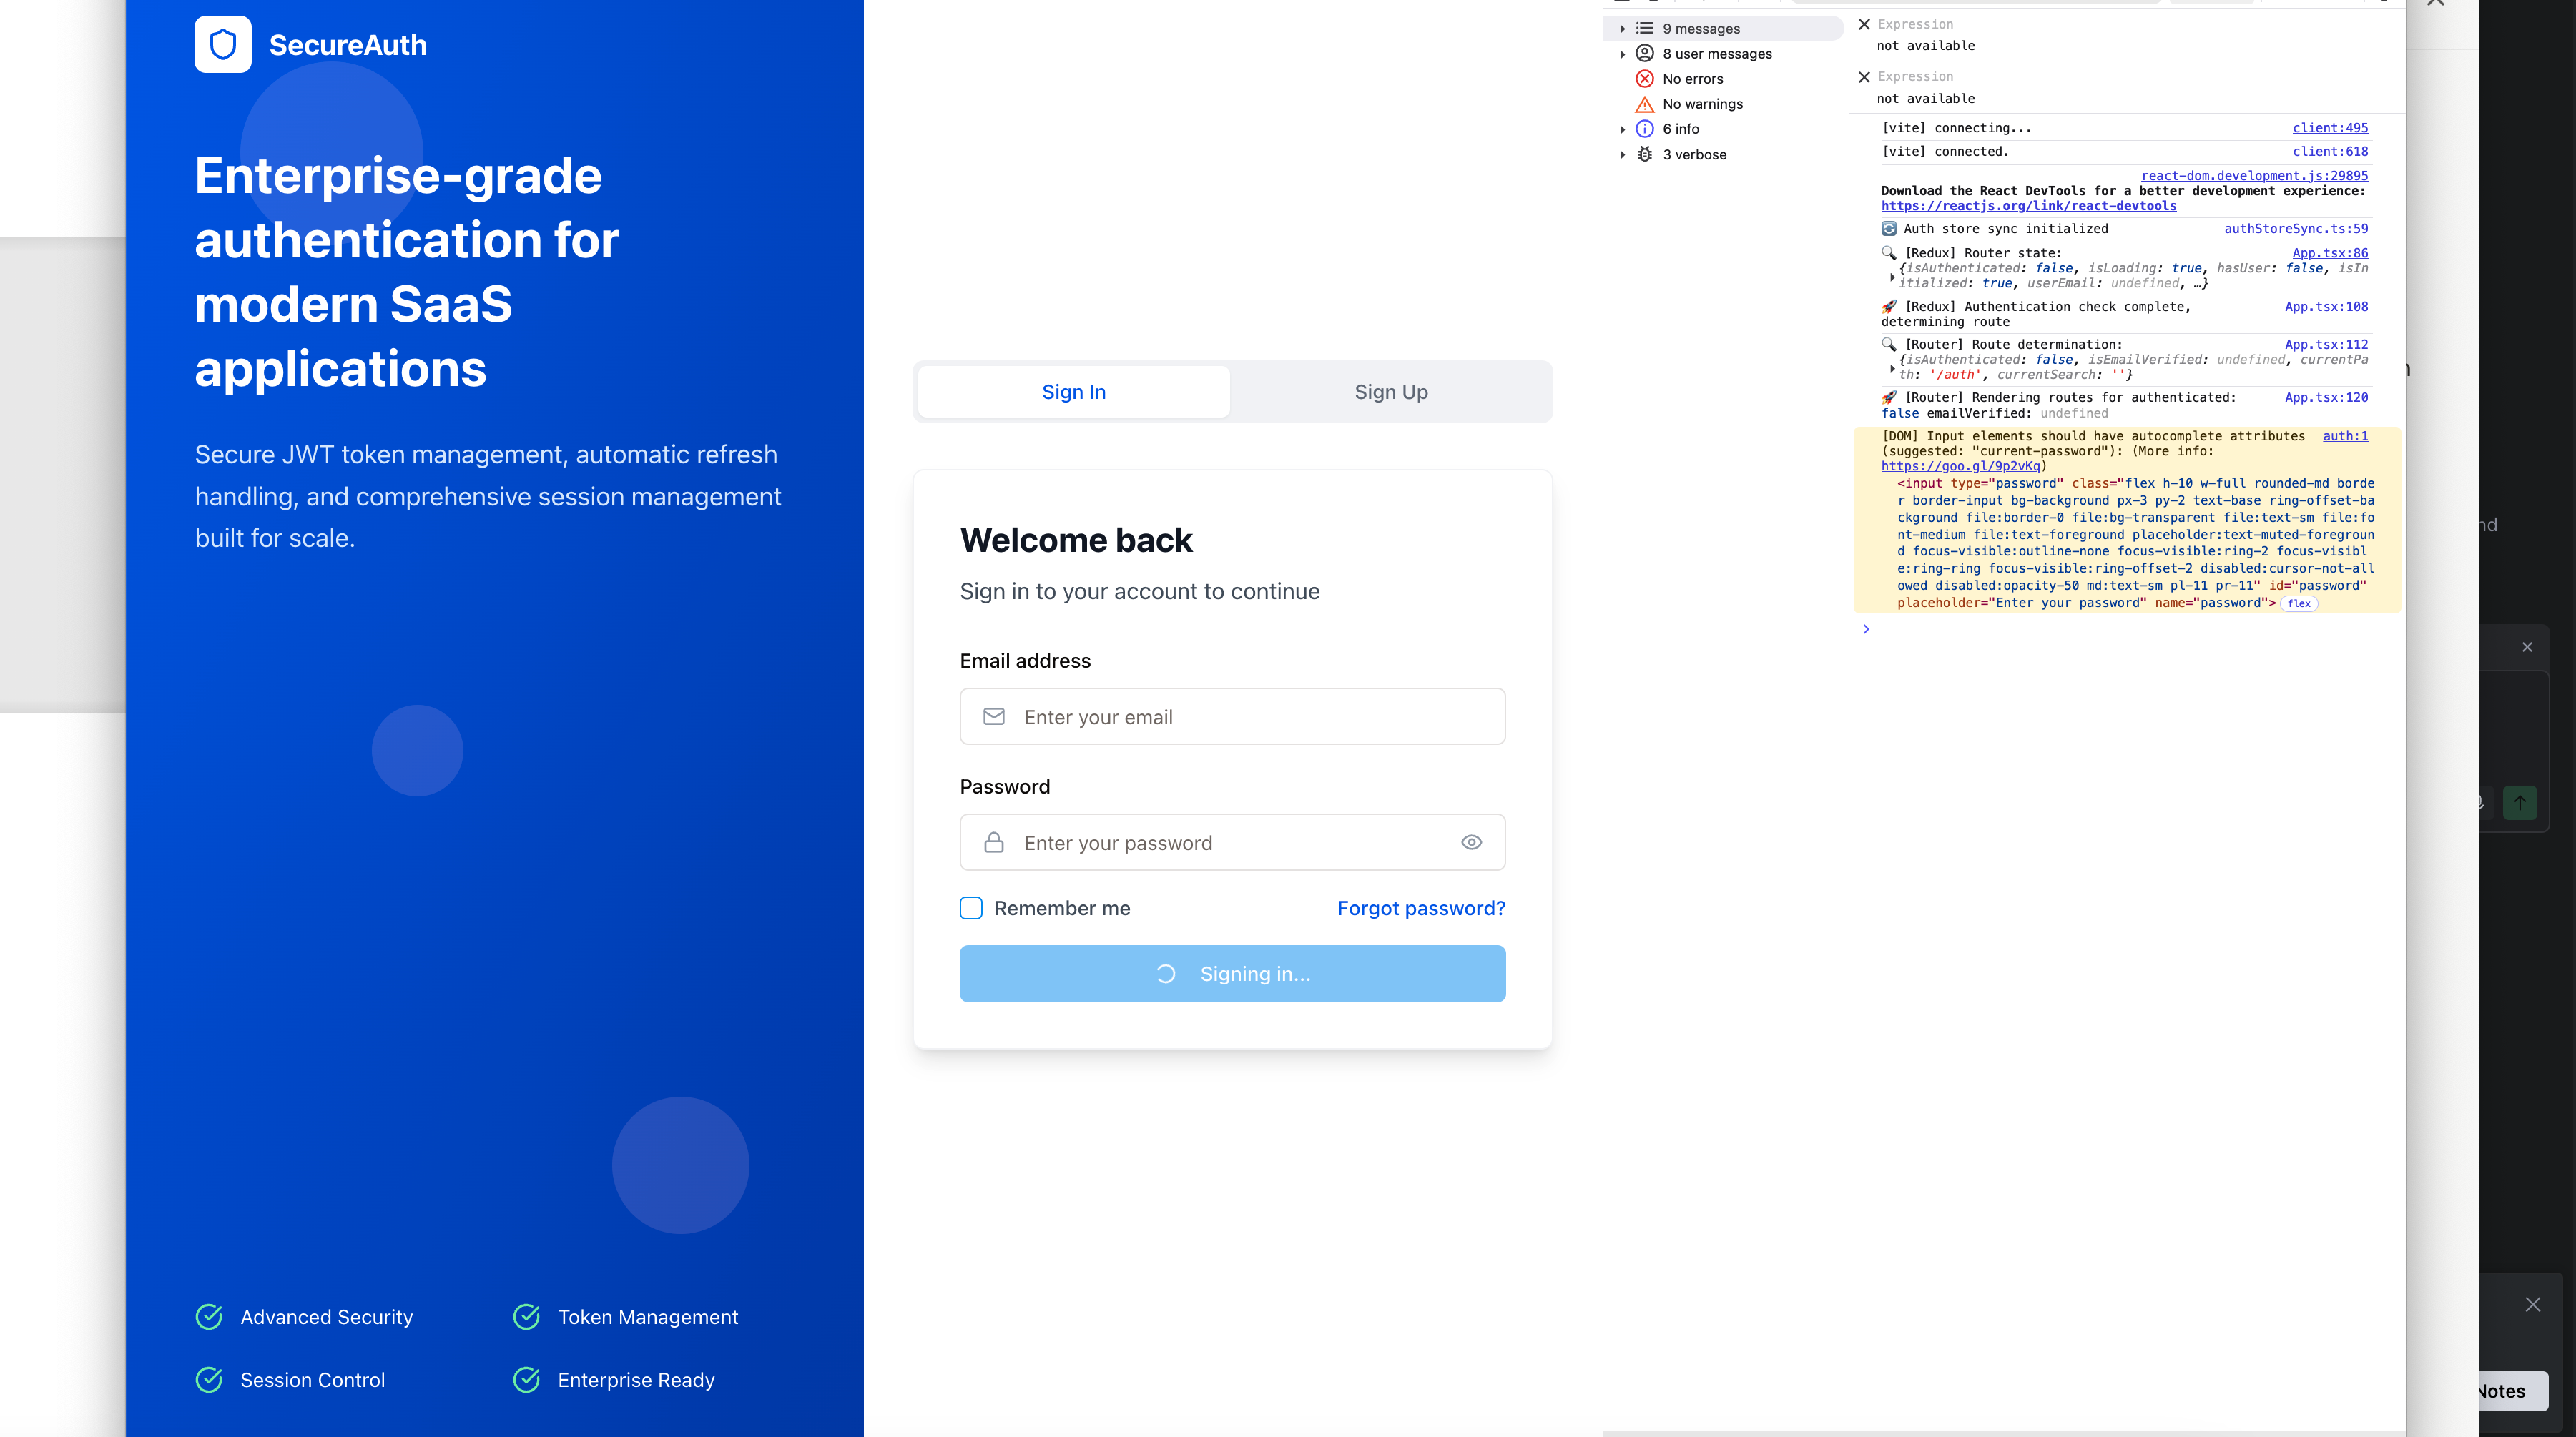 SecureAuth
Enterprise-grade
authentication for
modern SaaS
applications
Secure JWT token management, automatic refresh
handling, and comprehensive session management
built for scale.
Advanced Security
Token Management
Session Control
Enterprise Ready
Sign In
Sign Up
Welcome back
Sign in to your account to continue
Email address
Enter your email
Password
Enter your password
Remember me
Forgot password?
Signing in...
9 messages
8 user messages
No errors
No warnings
6 info
3 verbose
Expression
not available
Expression
not available
[vite] connecting... client:495
[vite] connected. client:618
react-dom.development.js:29895
Download the React DevTools for a better development experience:
https://reactjs.org/link/react-devtools
🔄 Auth store sync initialized authStoreSync.ts:59
🔍 [Redux] Router state: App.tsx:86
{isAuthenticated: false, isLoading: true, hasUser: false, isIn
itialized: true, userEmail: undefined, …}
🚀 [Redux] Authentication check complete, App.tsx:108
determining route
🔍 [Router] Route determination: App.tsx:112
{isAuthenticated: false, isEmailVerified: undefined, currentPa
th: '/auth', currentSearch: ''}
🚀 [Router] Rendering routes for authenticated: App.tsx:120
false emailVerified: undefined
[DOM] Input elements should have autocomplete attributes auth:1
(suggested: "current-password"): (More info:
https://goo.gl/9p2vKq)
<input type="password" class="flex h-10 w-full rounded-md borde
r border-input bg-background px-3 py-2 text-base ring-offset-ba
ckground file:border-0 file:bg-transparent file:text-sm file:fo
nt-medium file:text-foreground placeholder:text-muted-foregroun
d focus-visible:outline-none focus-visible:ring-2 focus-visibl
e:ring-ring focus-visible:ring-offset-2 disabled:cursor-not-all
owed disabled:opacity-50 md:text-sm pl-11 pr-11" id="password"
placeholder="Enter your password" name="password"> flex
Notes